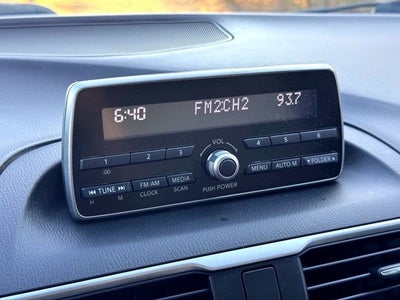 6:40 FM2CH2 93.7
VOL
1 2 3 4 5 6
:00
TUNE FM/AM MEDIA MENU AUTO-M FOLDER
H M CLOCK SCAN PUSH POWER